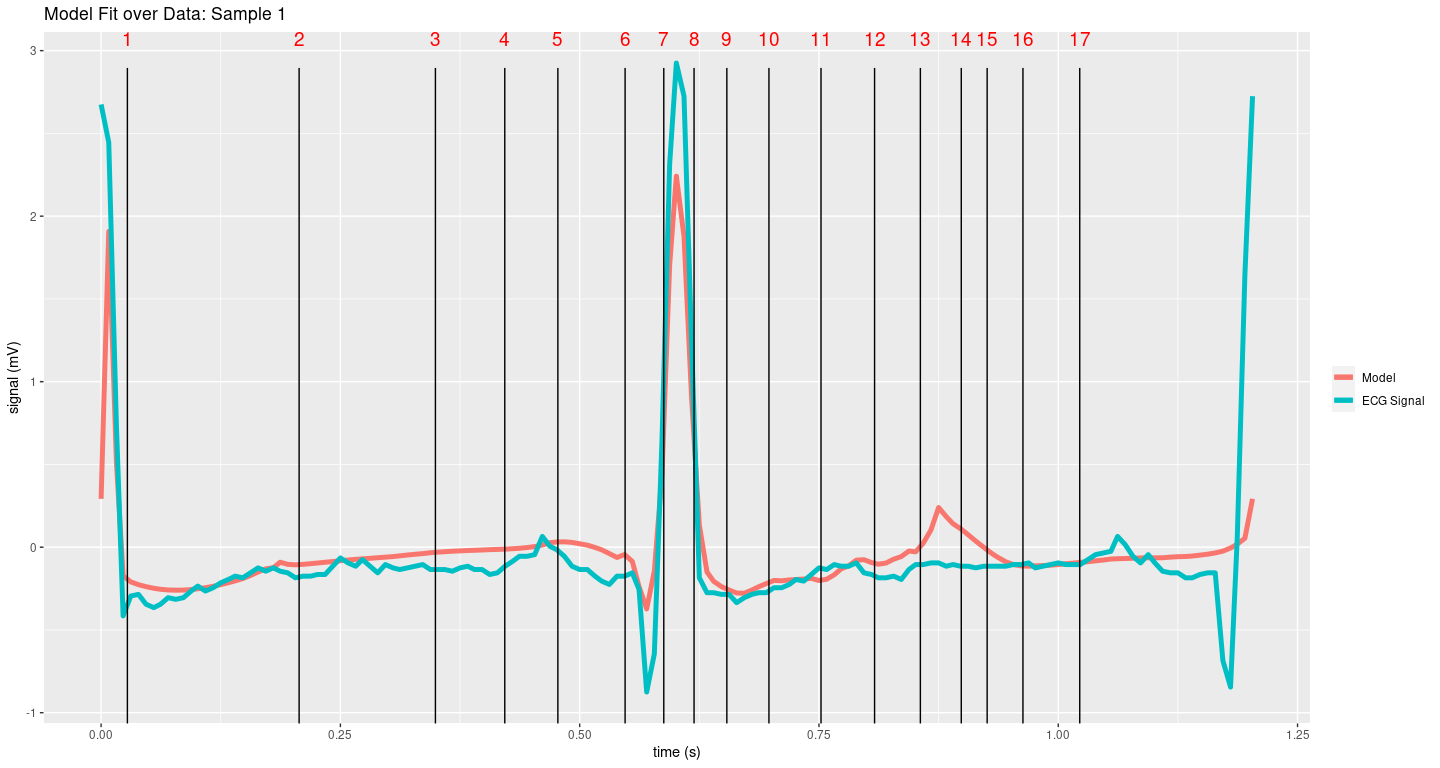 Model Fit over Data: Sample 1
1 2 3 4 5 6 7 8 9 10 11 12 13 14 15 16 17
3
2
1
0
-1
signal (mV)
0.00 0.25 0.50 0.75 1.00 1.25
time (s)
Model
ECG Signal